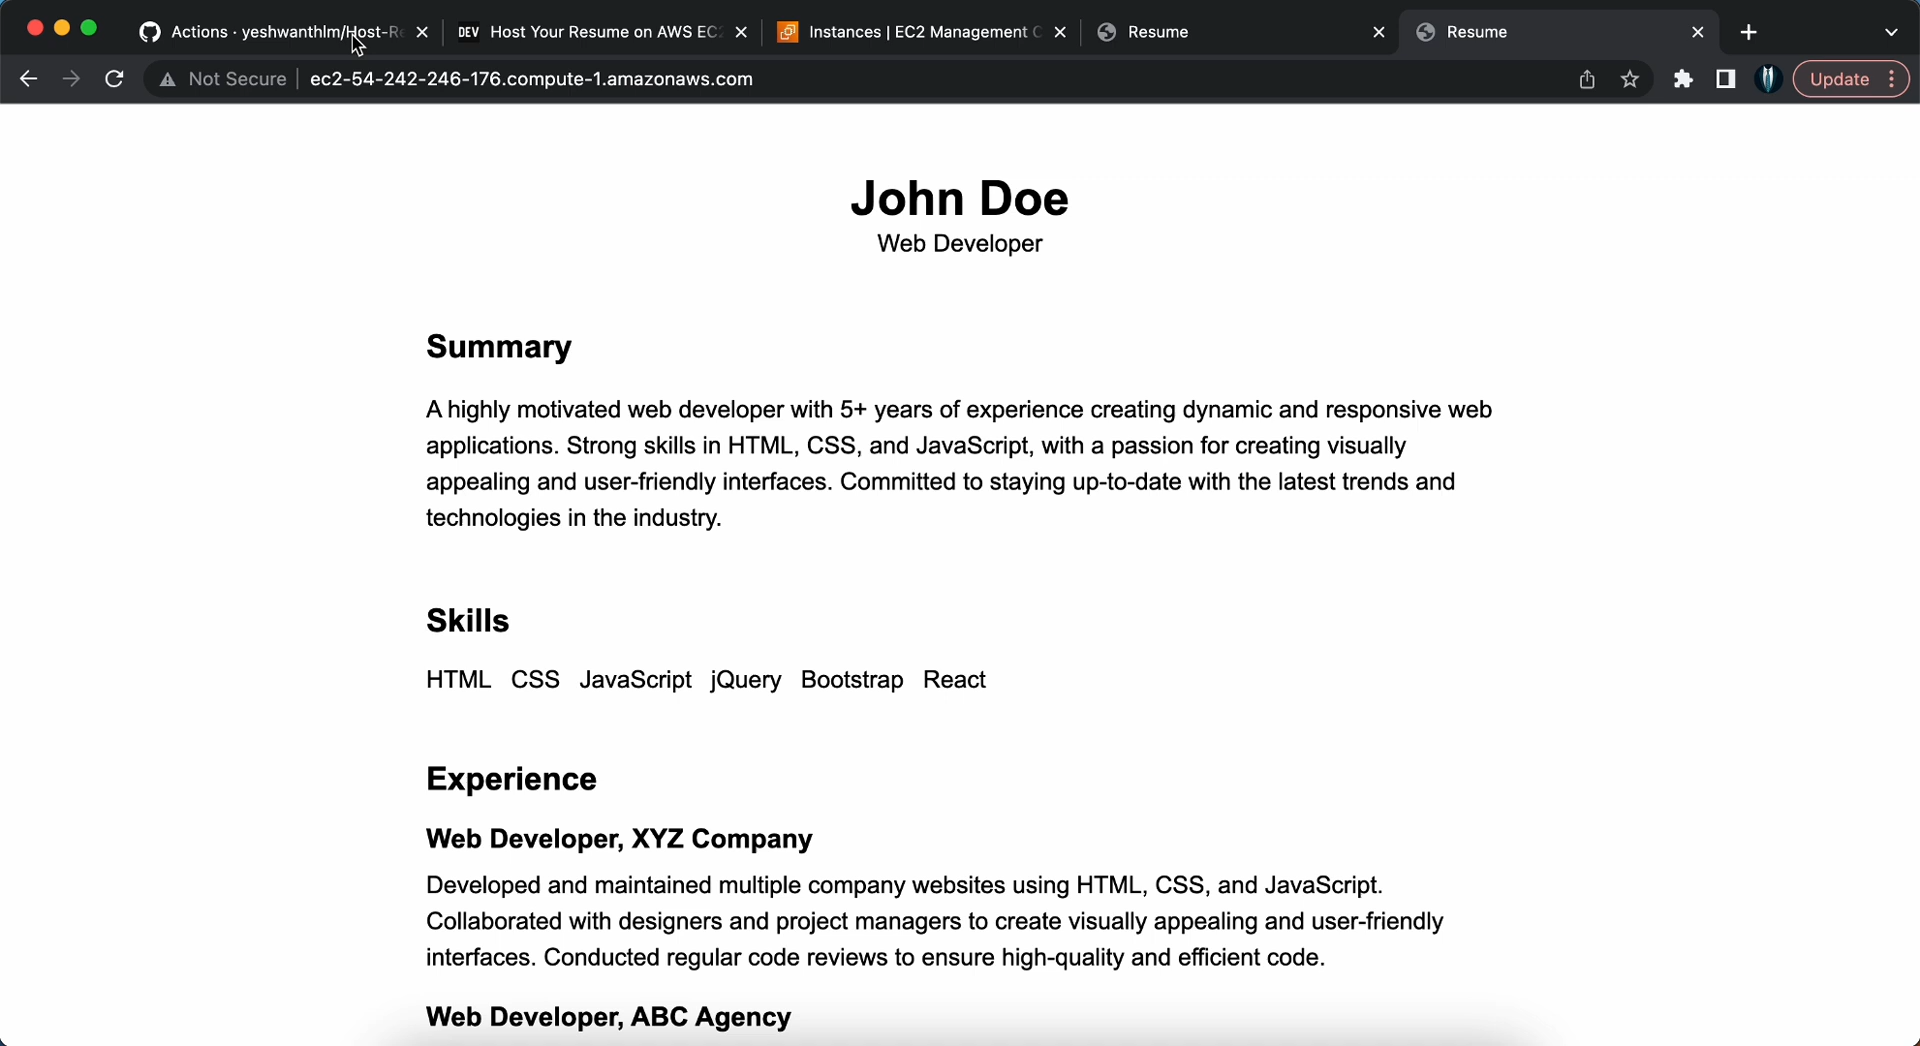 Actions · yeshwanthlm/Host-Re
DEV Host Your Resume on AWS EC2
Instances | EC2 Management C
Resume
Resume
Not Secure ec2-54-242-246-176.compute-1.amazonaws.com
Update
John Doe
Web Developer
Summary
A highly motivated web developer with 5+ years of experience creating dynamic and responsive web
applications. Strong skills in HTML, CSS, and JavaScript, with a passion for creating visually
appealing and user-friendly interfaces. Committed to staying up-to-date with the latest trends and
technologies in the industry.
Skills
HTML CSS JavaScript jQuery Bootstrap React
Experience
Web Developer, XYZ Company
Developed and maintained multiple company websites using HTML, CSS, and JavaScript.
Collaborated with designers and project managers to create visually appealing and user-friendly
interfaces. Conducted regular code reviews to ensure high-quality and efficient code.
Web Developer, ABC Agency